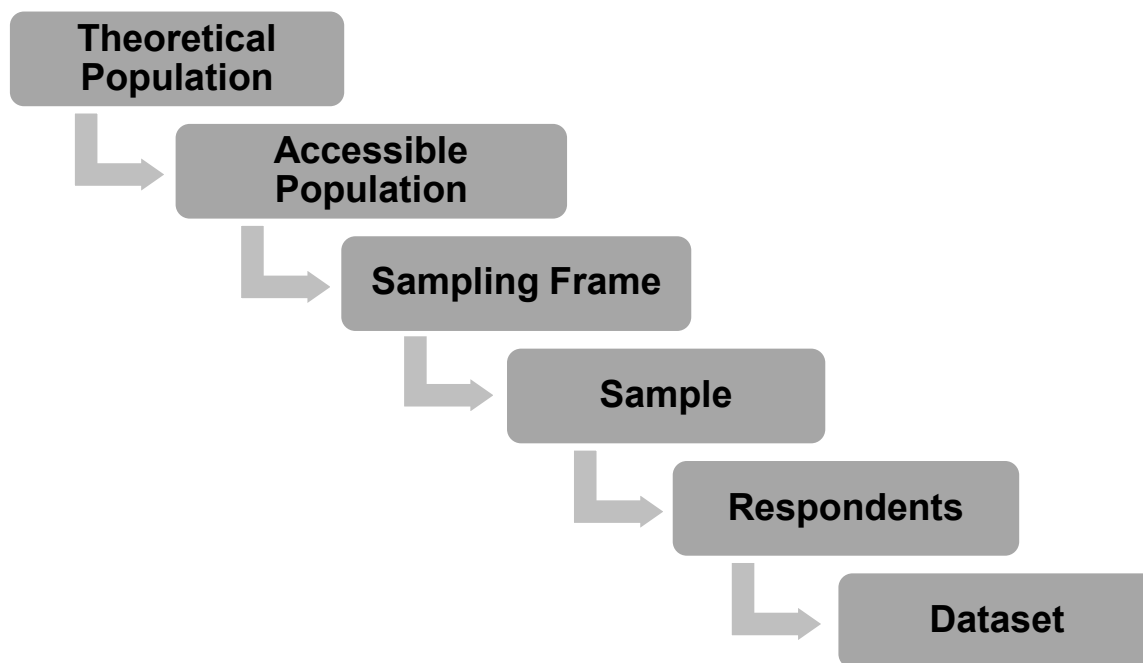 Theoretical
Population
Accessible
Population
Sampling Frame
Sample
Respondents
Dataset